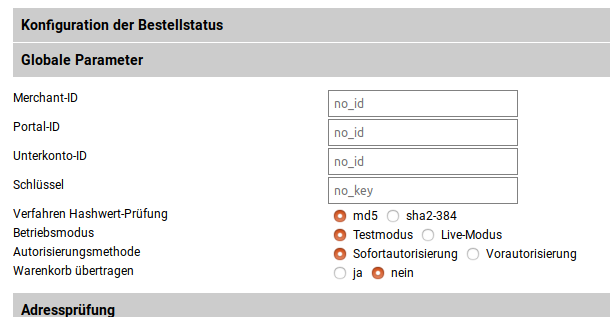 Konfiguration der Bestellstatus
Globale Parameter
Merchant-ID no_id
Portal-ID no_id
Unterkonto-ID no_id
Schlüssel no_key
Verfahren Hashwert-Prüfung md5 sha2-384
Betriebsmodus Testmodus Live-Modus
Autorisierungsmethode Sofortautorisierung Vorautorisierung
Warenkorb übertragen ja nein
Adressprüfung